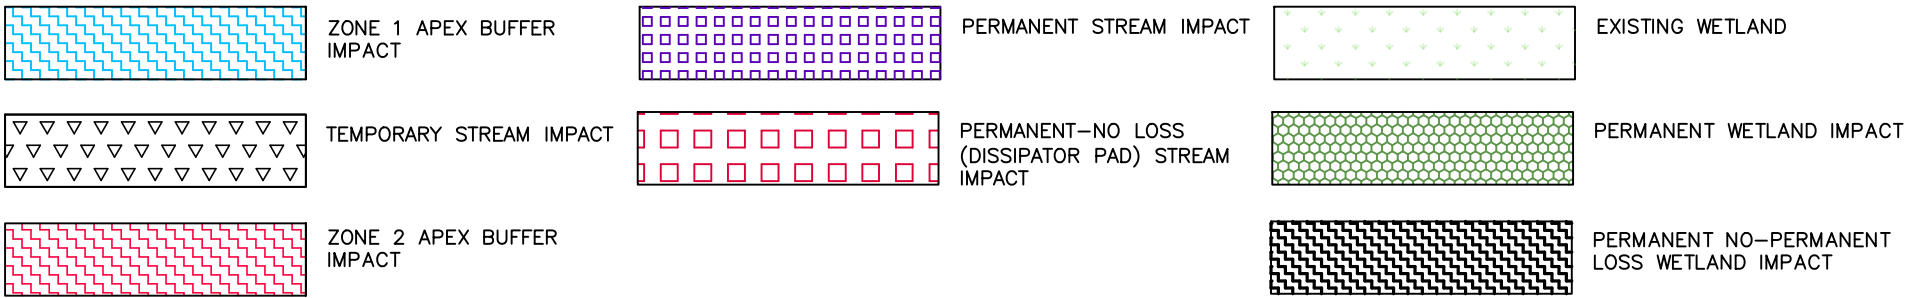 ZONE 1 APEX BUFFER
IMPACT
TEMPORARY STREAM IMPACT
ZONE 2 APEX BUFFER
IMPACT
PERMANENT STREAM IMPACT
PERMANENT-NO LOSS
(DISSIPATOR PAD) STREAM
IMPACT
EXISTING WETLAND
PERMANENT WETLAND IMPACT
PERMANENT NO-PERMANENT
LOSS WETLAND IMPACT